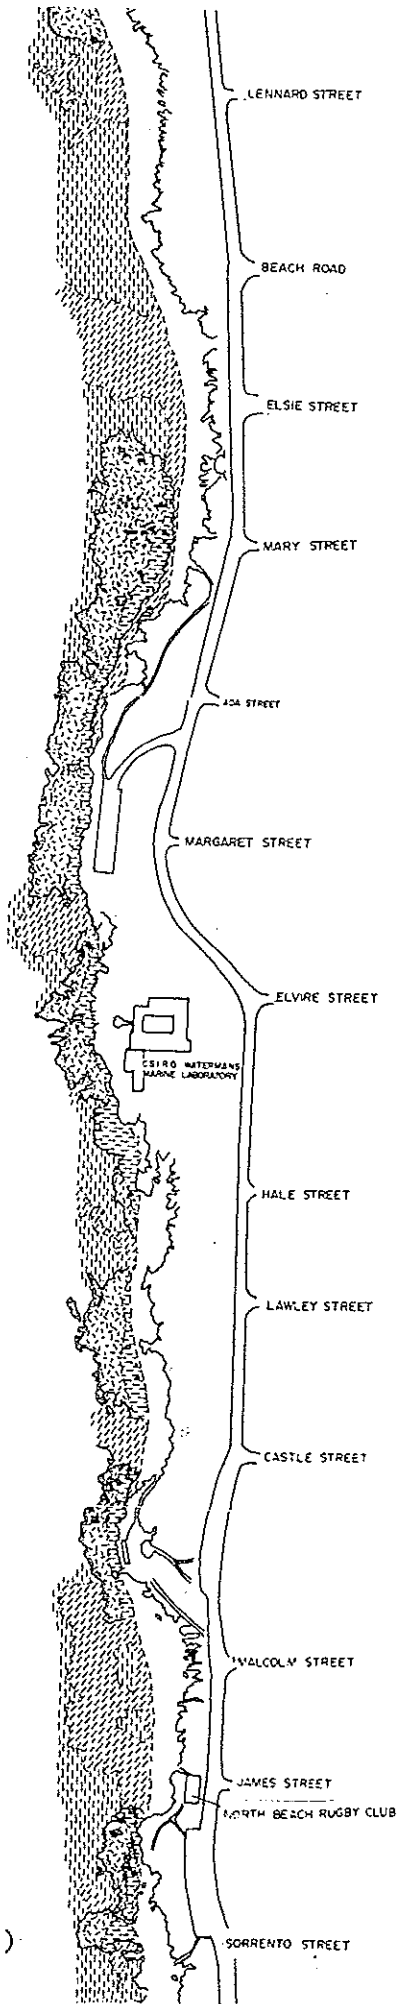 LENNARD STREET
BEACH ROAD
ELSIE STREET
MARY STREET
ADA STREET
MARGARET STREET
ELVIRE STREET
CSIRO WATERMANS
MARINE LABORATORY
HALE STREET
LAWLEY STREET
CASTLE STREET
MALCOLM STREET
JAMES STREET
NORTH BEACH RUGBY CLUB
SORRENTO STREET
)